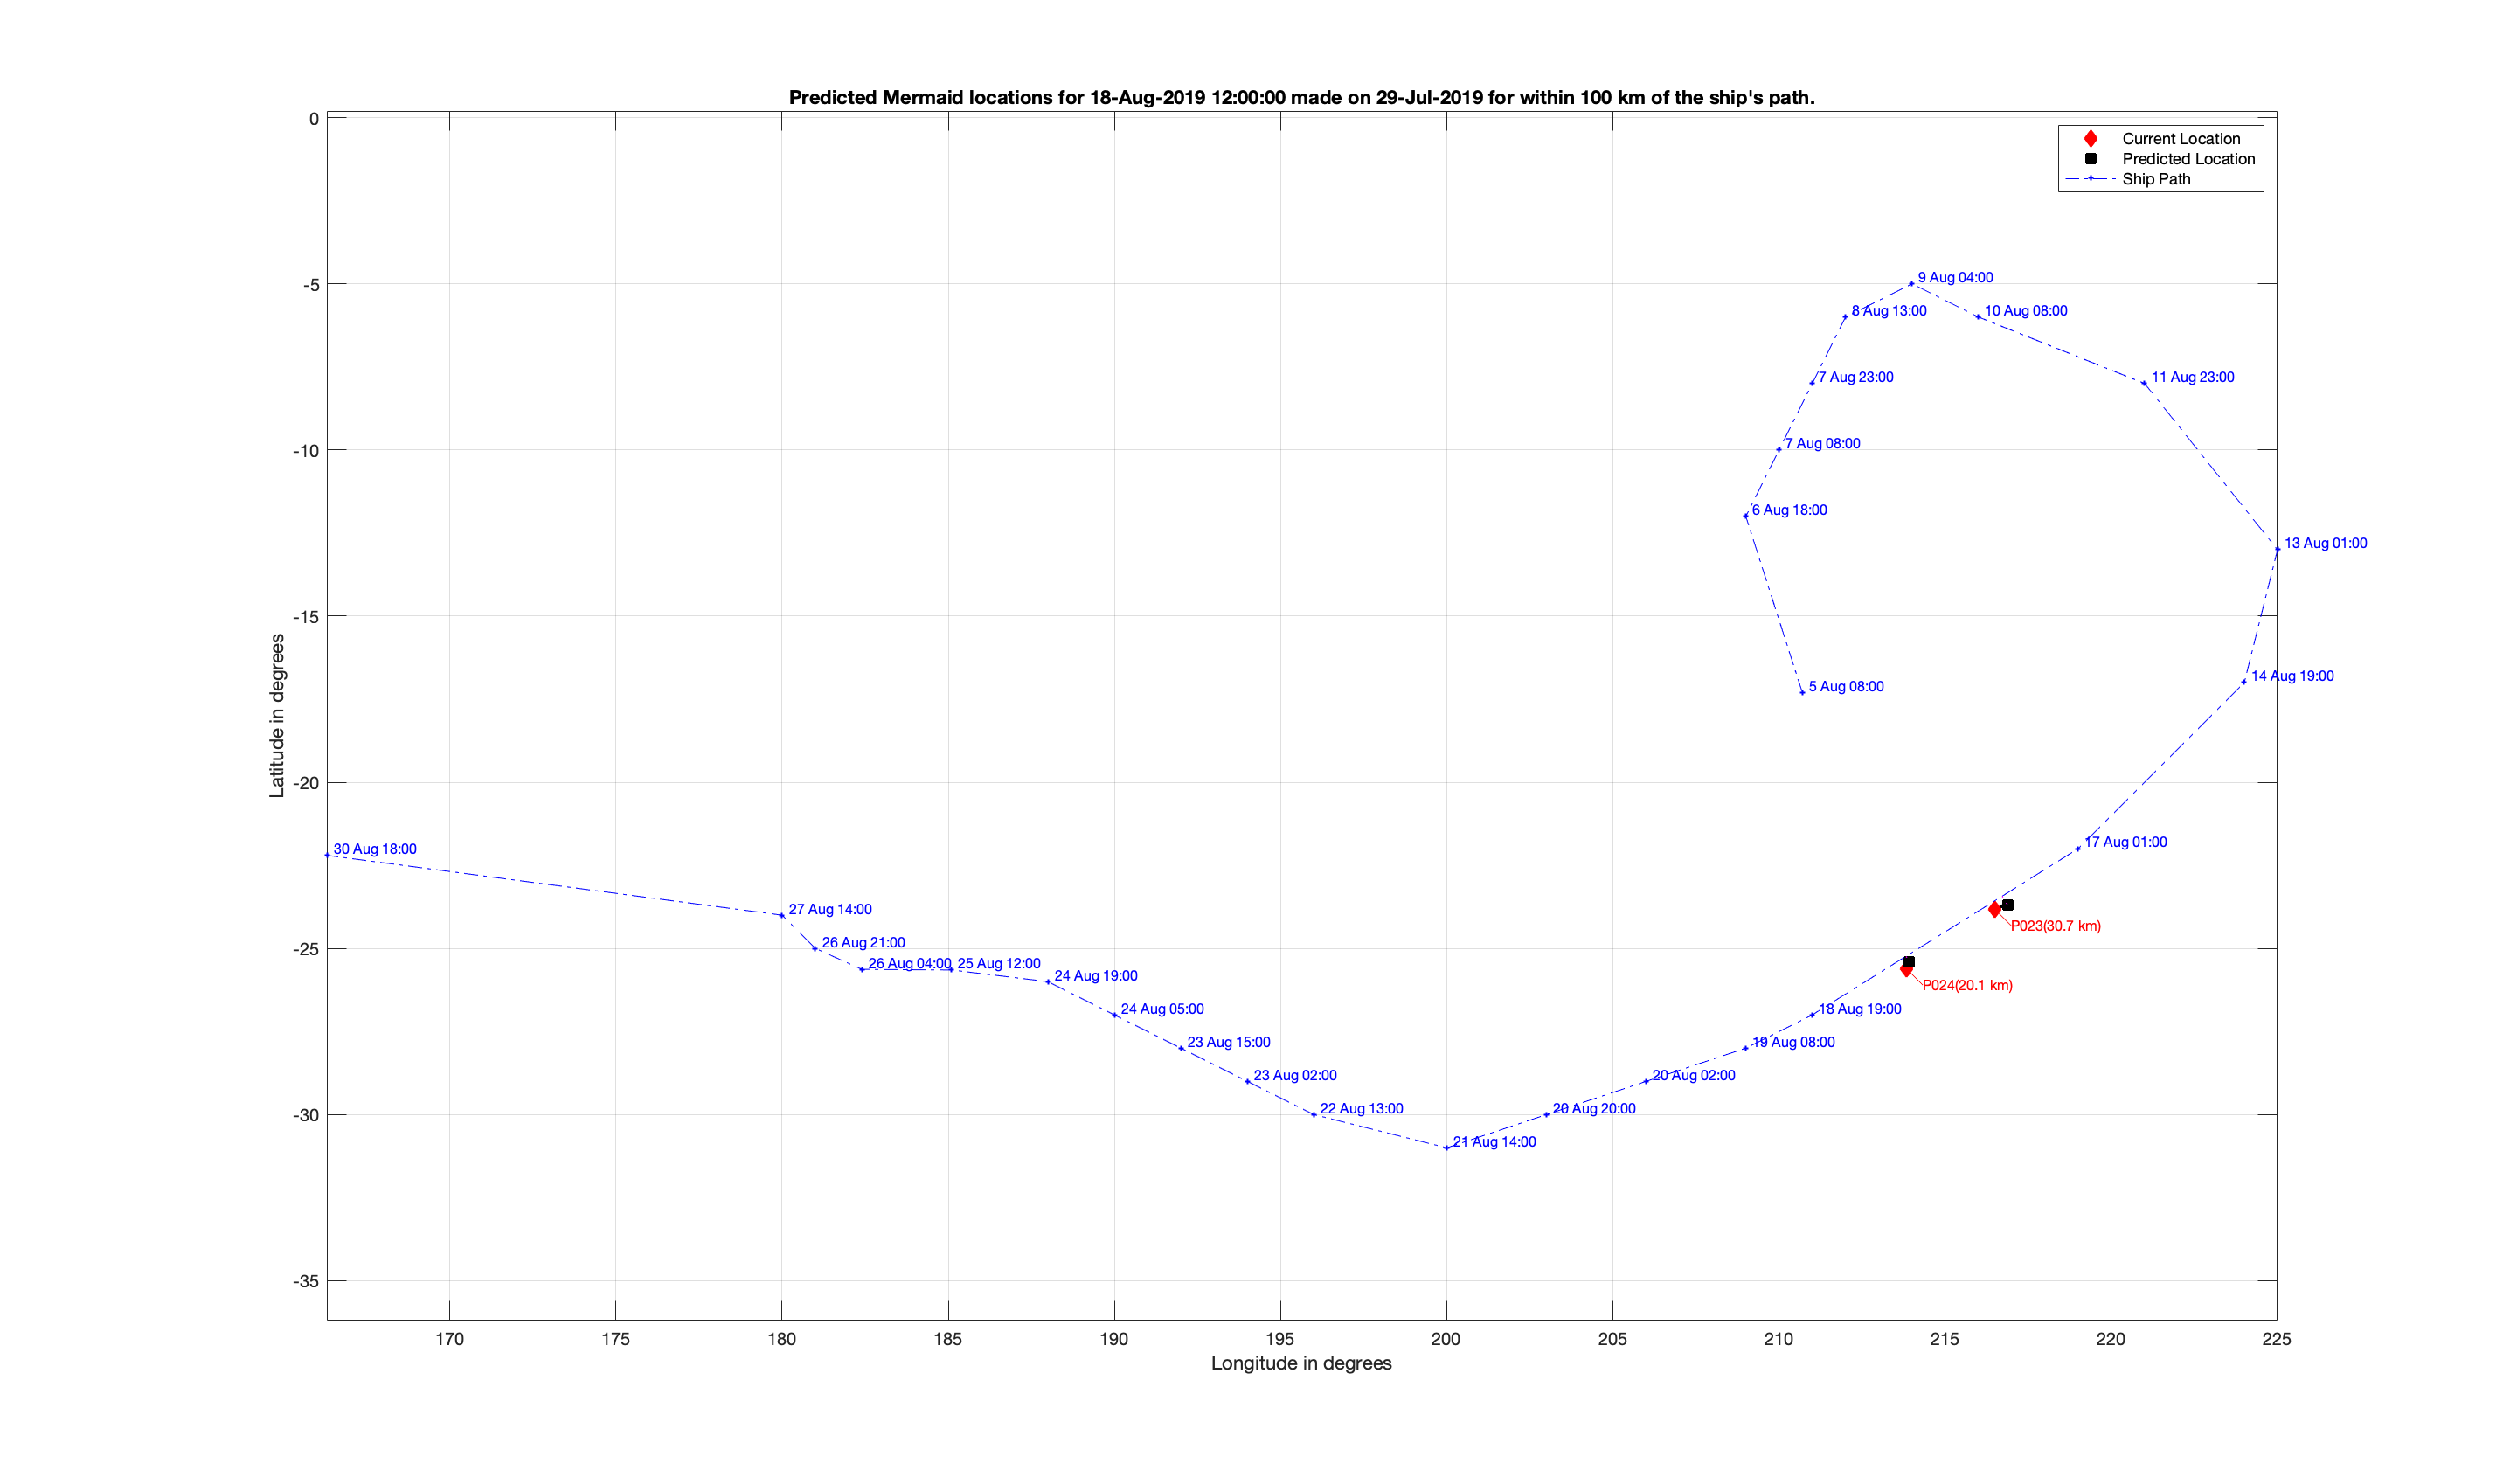 Predicted Mermaid locations for 18-Aug-2019 12:00:00 made on 29-Jul-2019 for within 100 km of the ship's path.
Current Location
Predicted Location
Ship Path
0
-5
-10
-15
-20
-25
-30
-35
Latitude in degrees
9 Aug 04:00
8 Aug 13:00
10 Aug 08:00
7 Aug 23:00
11 Aug 23:00
7 Aug 08:00
6 Aug 18:00
13 Aug 01:00
14 Aug 19:00
5 Aug 08:00
17 Aug 01:00
30 Aug 18:00
27 Aug 14:00
P023(30.7 km)
26 Aug 21:00
26 Aug 04:00
25 Aug 12:00
24 Aug 19:00
P024(20.1 km)
24 Aug 05:00
18 Aug 19:00
23 Aug 15:00
19 Aug 08:00
23 Aug 02:00
20 Aug 02:00
22 Aug 13:00
20 Aug 20:00
21 Aug 14:00
170
175
180
185
190
195
200
205
210
215
220
225
Longitude in degrees